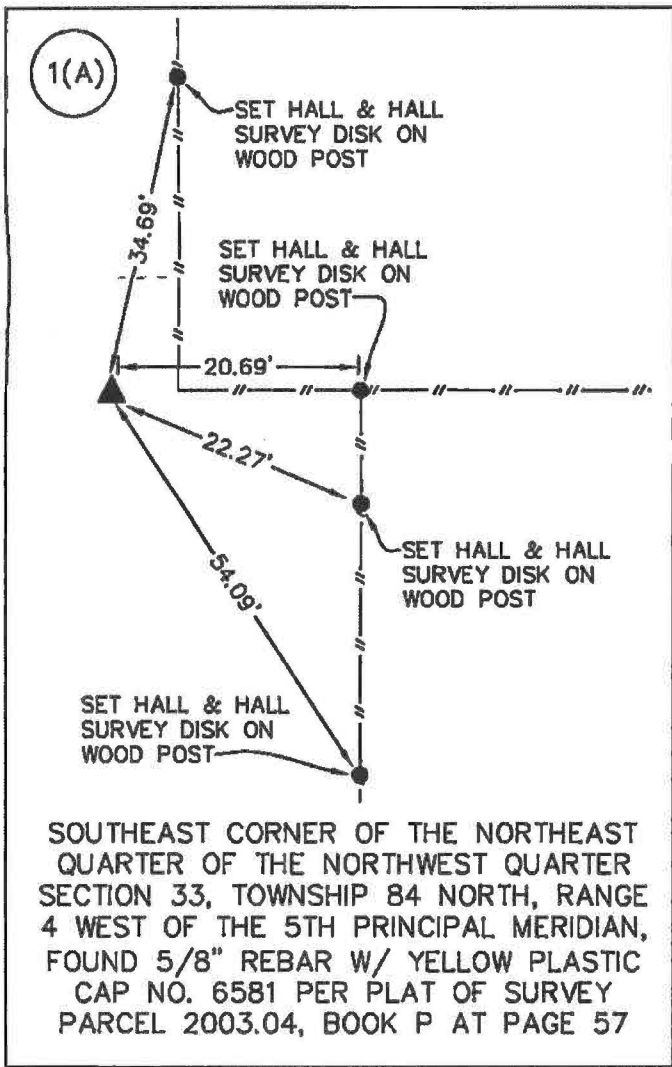 1(A)
SET HALL & HALL
SURVEY DISK ON
WOOD POST
34.69'
SET HALL & HALL
SURVEY DISK ON
WOOD POST
20.69'
22.27'
SET HALL & HALL
SURVEY DISK ON
WOOD POST
54.09'
SET HALL & HALL
SURVEY DISK ON
WOOD POST
SOUTHEAST CORNER OF THE NORTHEAST
QUARTER OF THE NORTHWEST QUARTER
SECTION 33, TOWNSHIP 84 NORTH, RANGE
4 WEST OF THE 5TH PRINCIPAL MERIDIAN,
FOUND 5/8" REBAR W/ YELLOW PLASTIC
CAP NO. 6581 PER PLAT OF SURVEY
PARCEL 2003.04, BOOK P AT PAGE 57